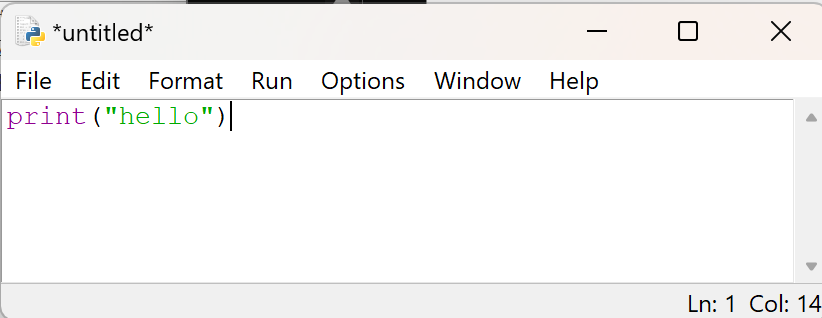 *untitled*
File Edit Format Run Options Window Help
print("hello")
Ln: 1 Col: 14